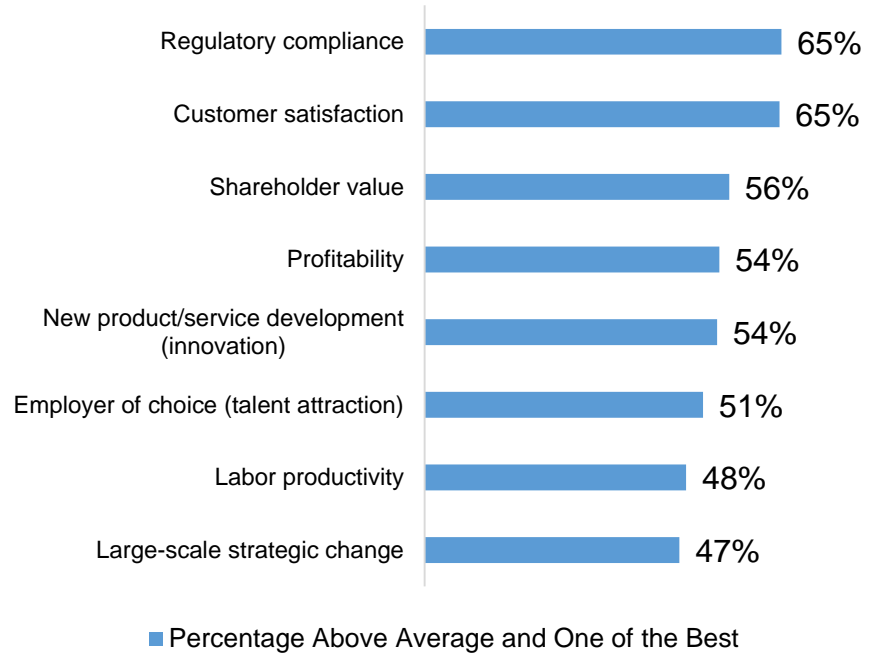 Regulatory compliance 65%
Customer satisfaction 65%
Shareholder value 56%
Profitability 54%
New product/service development
(innovation) 54%
Employer of choice (talent attraction) 51%
Labor productivity 48%
Large-scale strategic change 47%
Percentage Above Average and One of the Best